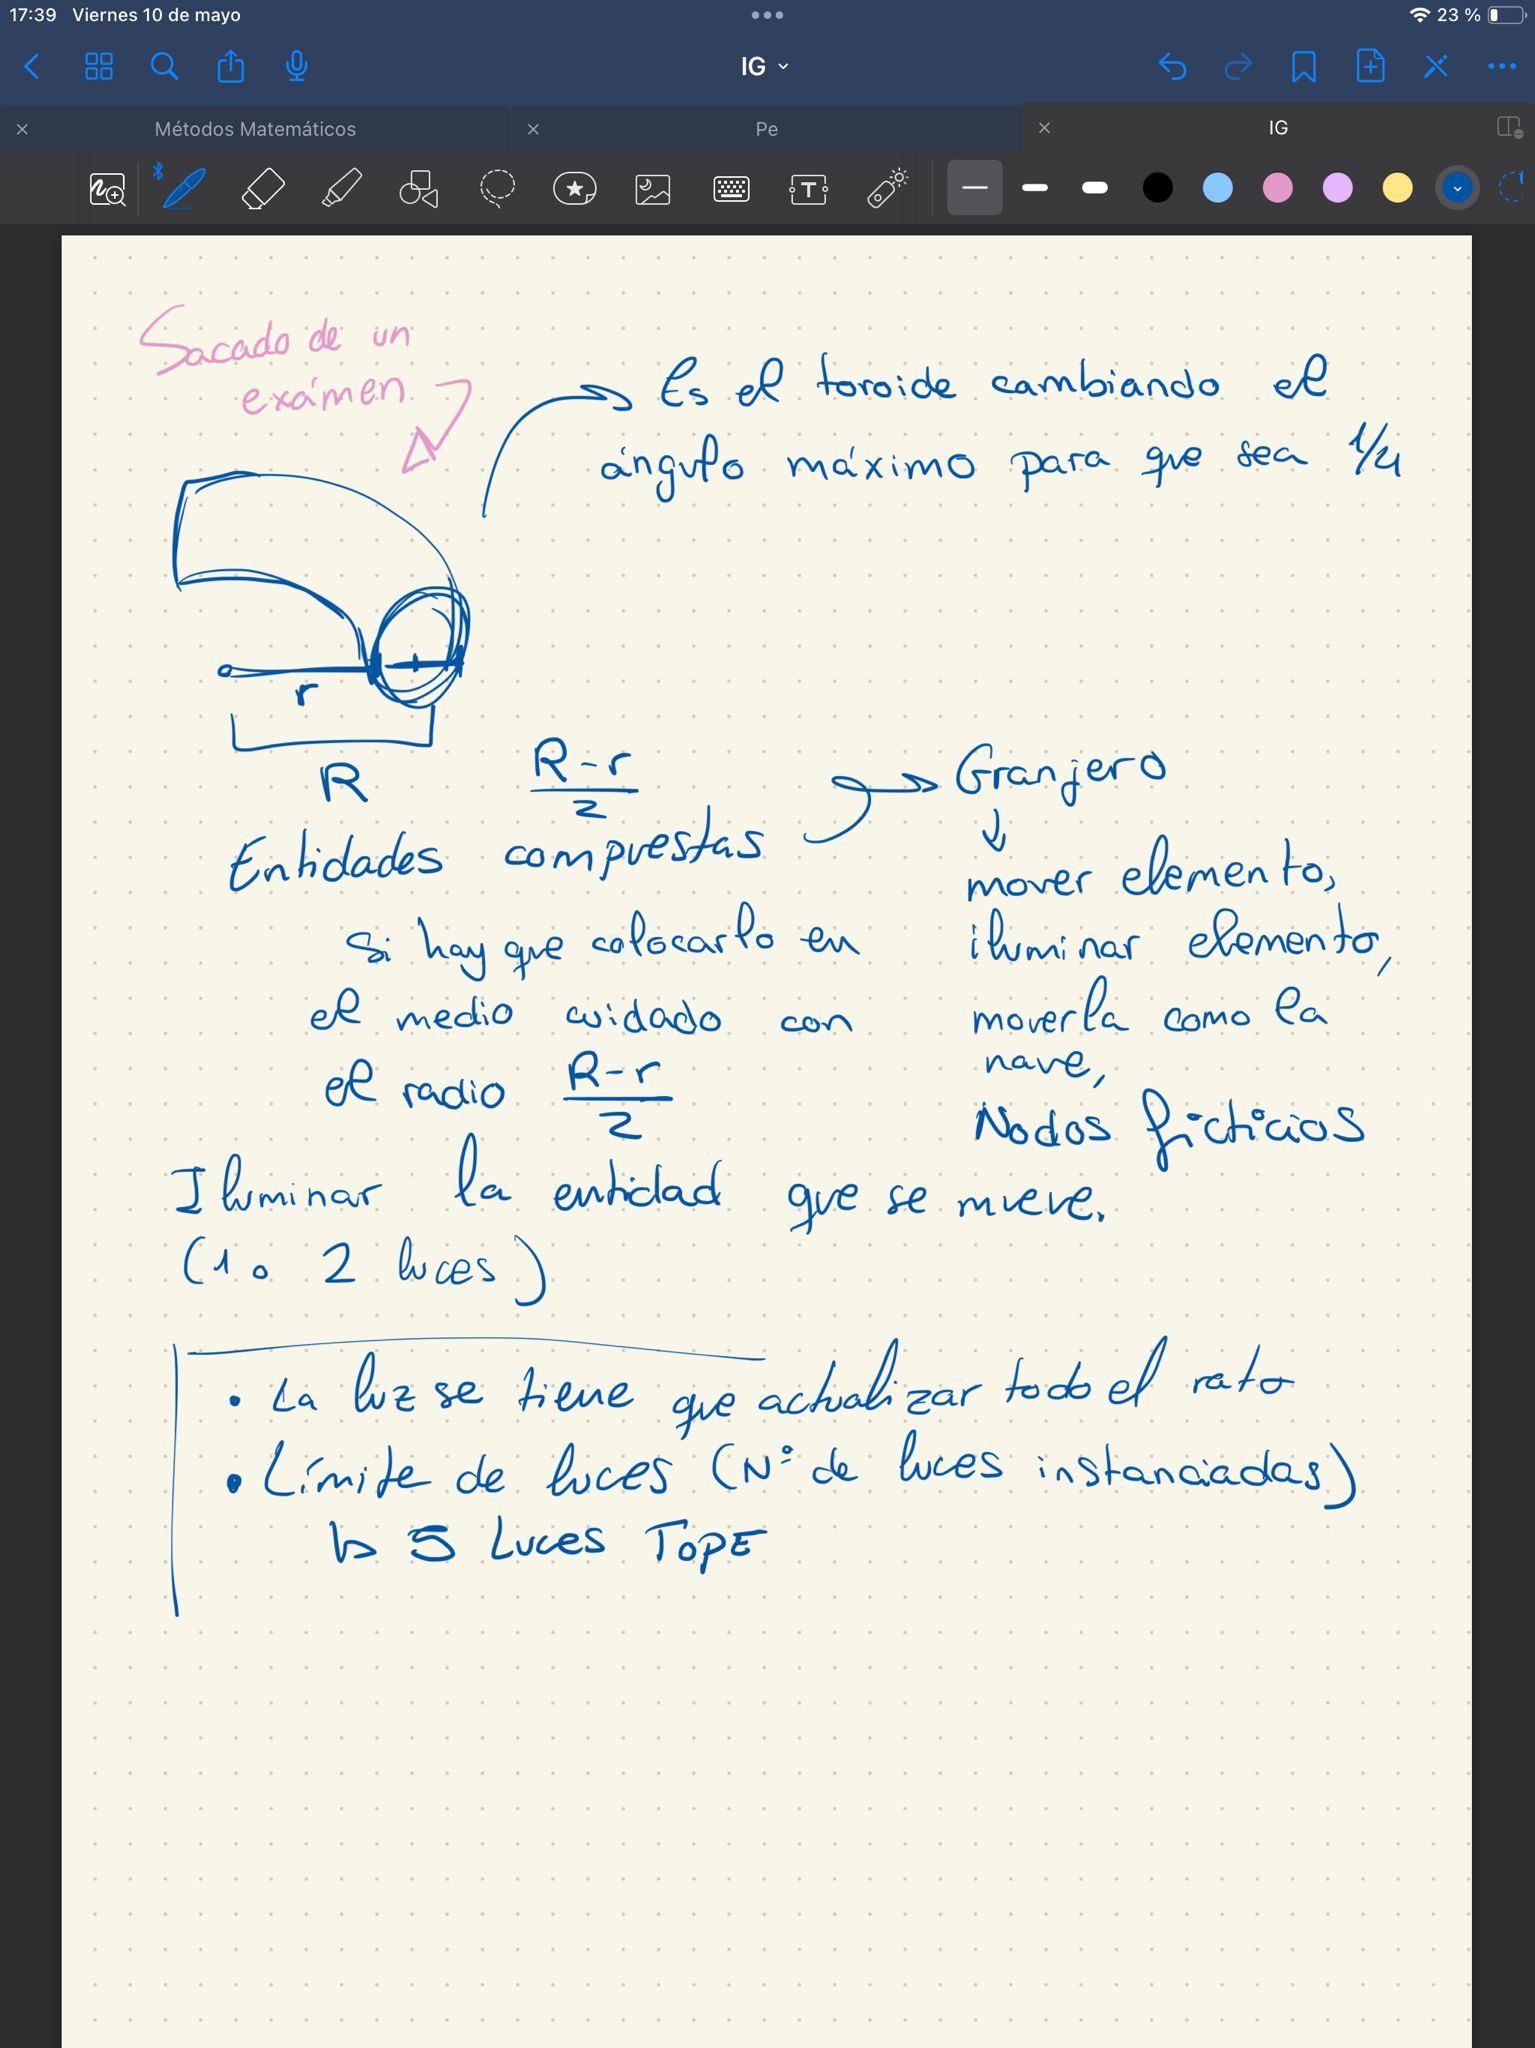 17:39 Viernes 10 de mayo
23 %
IG
Métodos Matemáticos
Pe
IG
T
Sacado de un
exámen
Es el toroide cambiando el
ángulo máximo para que sea 1/4
r
R
R-r
2
Entidades compuestas
si hay que colocarlo en
el medio cuidado con
el radio R-r
2
Granjero
↓
mover elemento,
iluminar elemento,
moverla como la
nave,
Nodos ficticios
Iluminar la entidad que se mueve.
(1 o 2 luces)
• La luz se tiene que actualizar todo el rato
• Límite de luces (Nº de luces instanciadas)
↳ 5 Luces TOPE